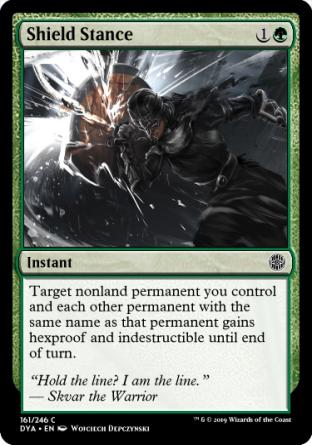 Shield Stance 1
Instant
Target nonland permanent you control
and each other permanent with the
same name as that permanent gains
hexproof and indestructible until end
of turn.
“Hold the line? I am the line.”
— Skvar the Warrior
161/246 C
DYA • EN Wojciech Depczynski
™ & © 2019 Wizards of the Coast